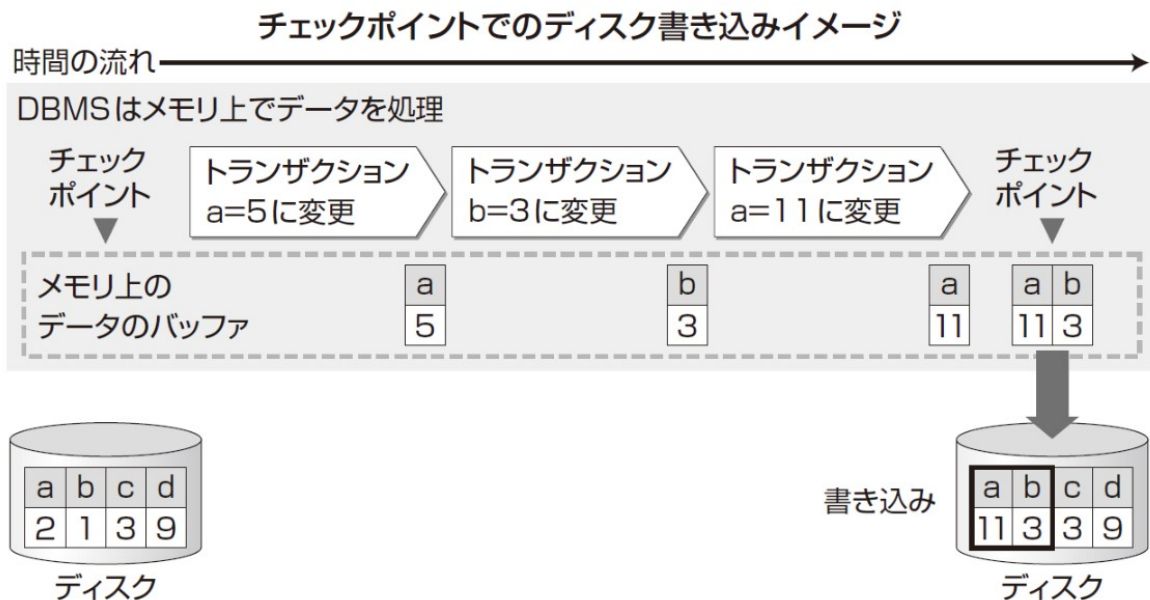 チェックポイントでのディスク書き込みイメージ
時間の流れ
DBMSはメモリ上でデータを処理
チェック
ポイント
トランザクション
a=5に変更
トランザクション
b=3に変更
トランザクション
a=11に変更
チェック
ポイント
メモリ上の
データのバッファ
a
5
b
3
a
11
a b
11 3
a b c d
2 1 3 9
ディスク
書き込み
a b c d
11 3 3 9
ディスク